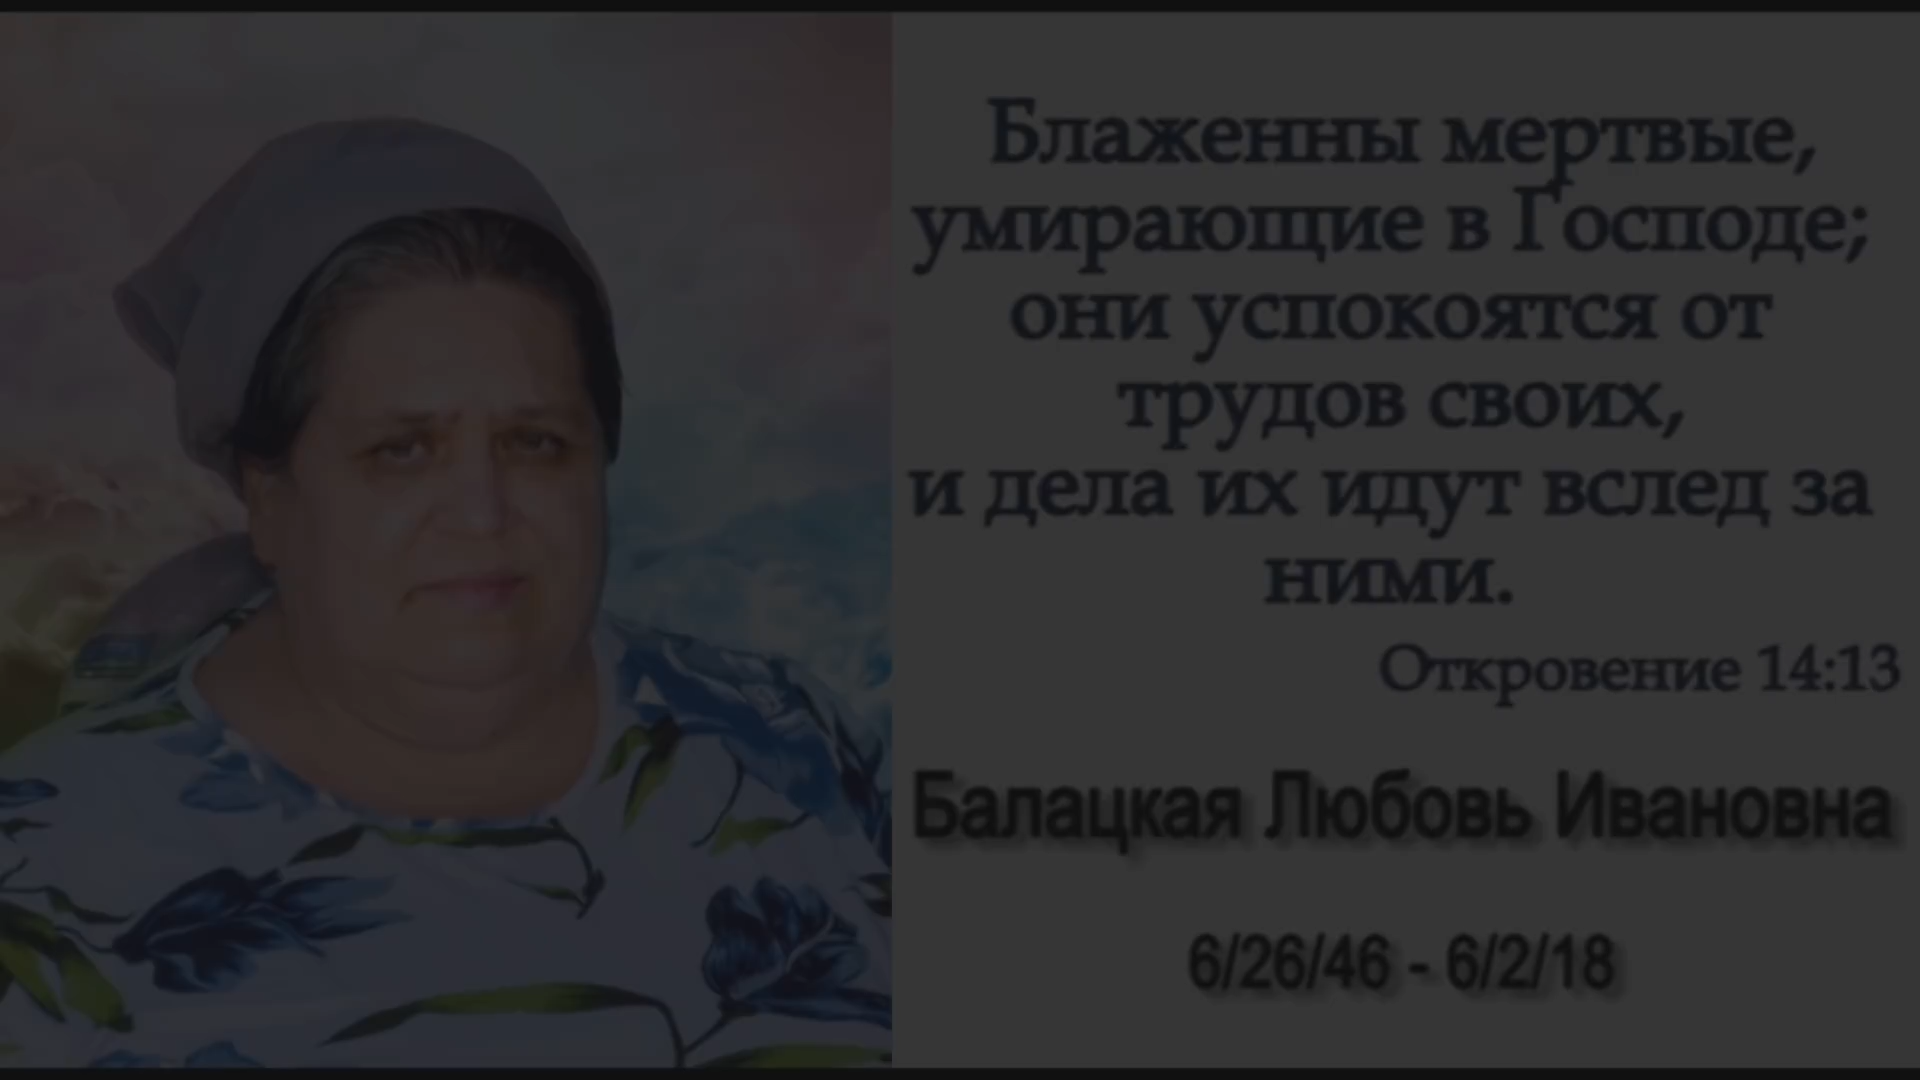 Блаженны мертвые,
умирающие в Господе;
они успокоятся от
трудов своих,
и дела их идут вслед за
ними.
Откровение 14:13
Балацкая Любовь Ивановна
6/26/46 - 6/2/18